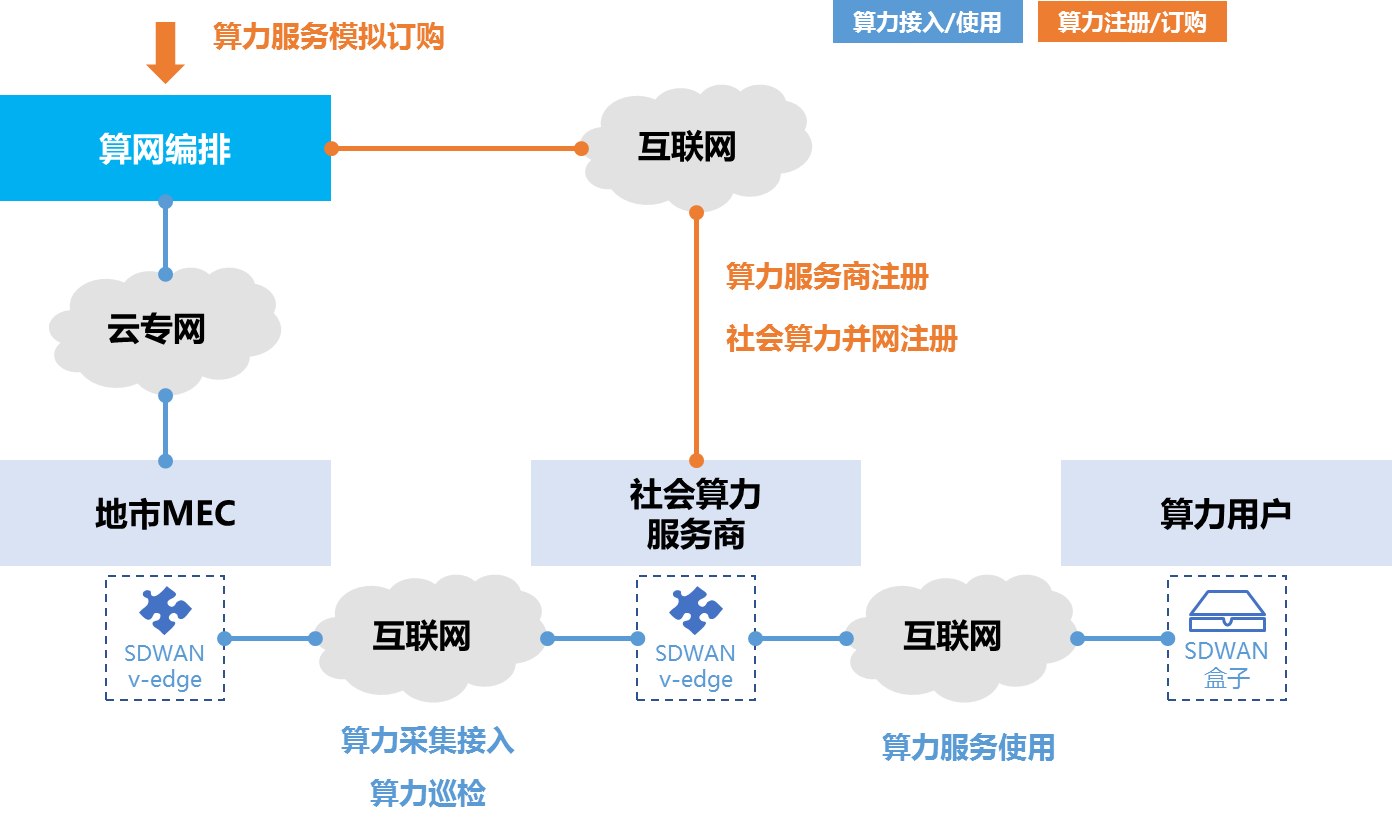 算力服务模拟订购
算力接入/使用
算力注册/订购
算网编排
互联网
云专网
算力服务商注册
社会算力并网注册
地市MEC
社会算力
服务商
算力用户
SDWAN
v-edge
互联网
SDWAN
v-edge
互联网
SDWAN
盒子
算力采集接入
算力巡检
算力服务使用